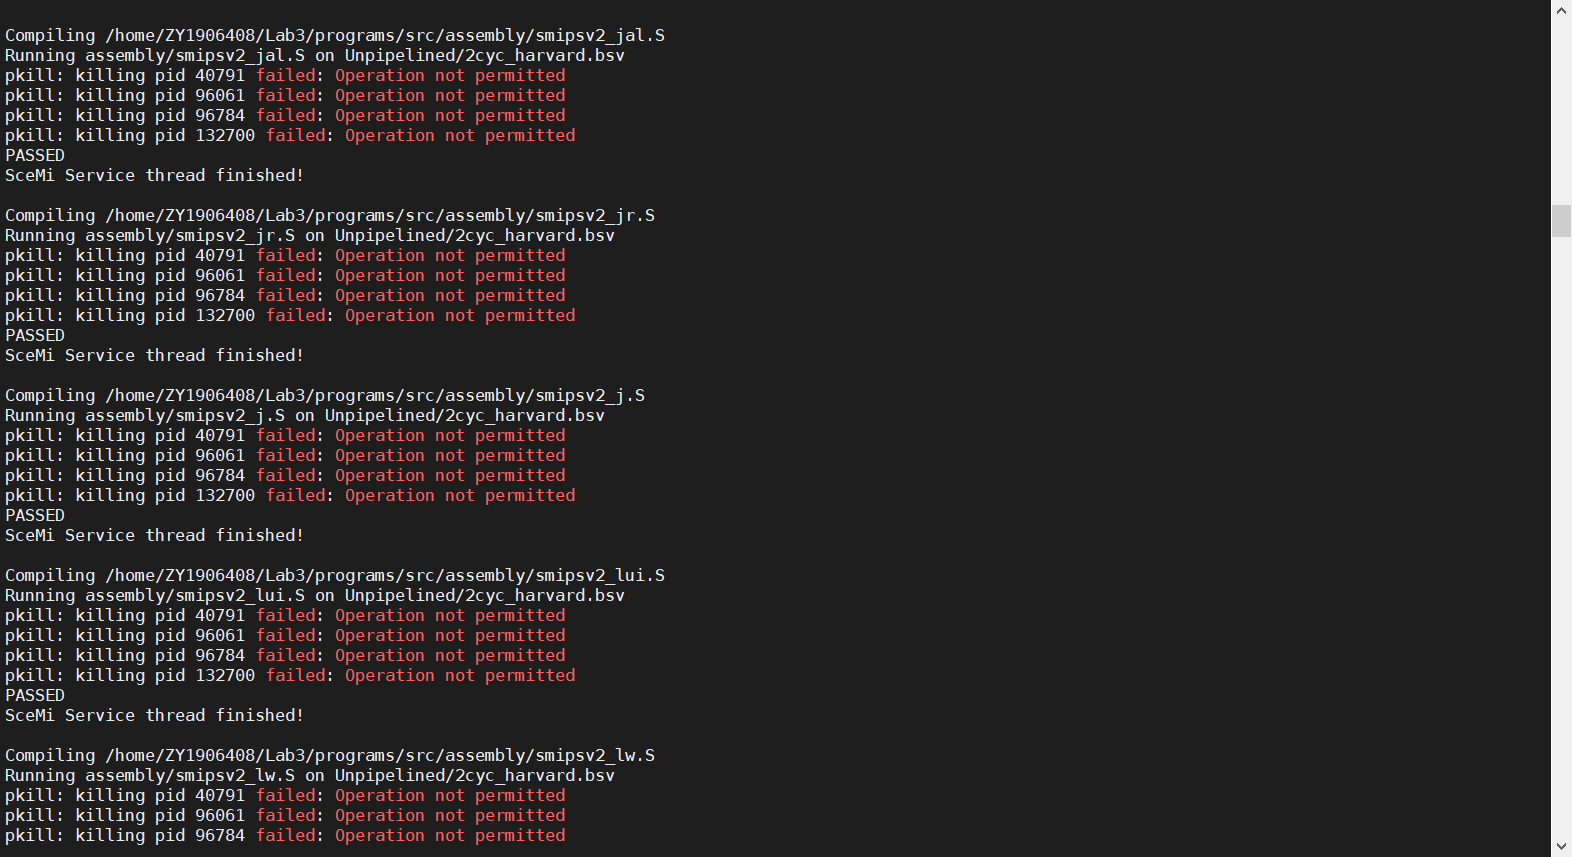 Compiling /home/ZY1906408/Lab3/programs/src/assembly/smipsv2_jal.S
Running assembly/smipsv2_jal.S on Unpipelined/2cyc_harvard.bsv
pkill: killing pid 40791 failed: Operation not permitted
pkill: killing pid 96061 failed: Operation not permitted
pkill: killing pid 96784 failed: Operation not permitted
pkill: killing pid 132700 failed: Operation not permitted
PASSED
SceMi Service thread finished!
Compiling /home/ZY1906408/Lab3/programs/src/assembly/smipsv2_jr.S
Running assembly/smipsv2_jr.S on Unpipelined/2cyc_harvard.bsv
pkill: killing pid 40791 failed: Operation not permitted
pkill: killing pid 96061 failed: Operation not permitted
pkill: killing pid 96784 failed: Operation not permitted
pkill: killing pid 132700 failed: Operation not permitted
PASSED
SceMi Service thread finished!
Compiling /home/ZY1906408/Lab3/programs/src/assembly/smipsv2_j.S
Running assembly/smipsv2_j.S on Unpipelined/2cyc_harvard.bsv
pkill: killing pid 40791 failed: Operation not permitted
pkill: killing pid 96061 failed: Operation not permitted
pkill: killing pid 96784 failed: Operation not permitted
pkill: killing pid 132700 failed: Operation not permitted
PASSED
SceMi Service thread finished!
Compiling /home/ZY1906408/Lab3/programs/src/assembly/smipsv2_lui.S
Running assembly/smipsv2_lui.S on Unpipelined/2cyc_harvard.bsv
pkill: killing pid 40791 failed: Operation not permitted
pkill: killing pid 96061 failed: Operation not permitted
pkill: killing pid 96784 failed: Operation not permitted
pkill: killing pid 132700 failed: Operation not permitted
PASSED
SceMi Service thread finished!
Compiling /home/ZY1906408/Lab3/programs/src/assembly/smipsv2_lw.S
Running assembly/smipsv2_lw.S on Unpipelined/2cyc_harvard.bsv
pkill: killing pid 40791 failed: Operation not permitted
pkill: killing pid 96061 failed: Operation not permitted
pkill: killing pid 96784 failed: Operation not permitted